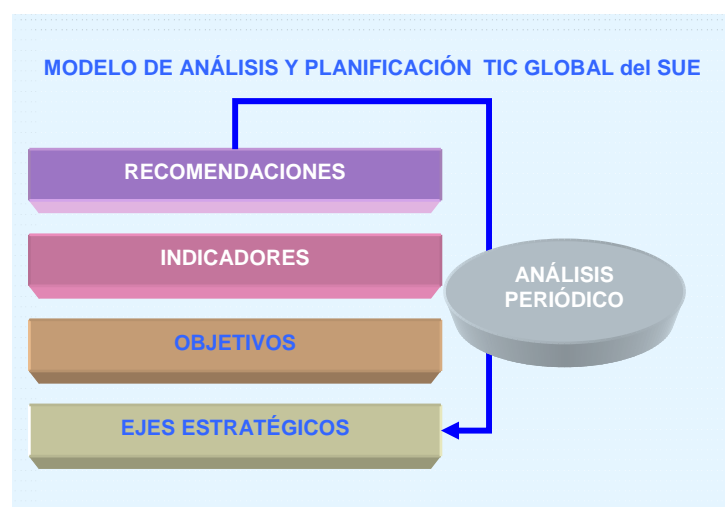 MODELO DE ANÁLISIS Y PLANIFICACIÓN TIC GLOBAL del SUE
RECOMENDACIONES
INDICADORES
ANÁLISIS
PERIÓDICO
OBJETIVOS
EJES ESTRATÉGICOS